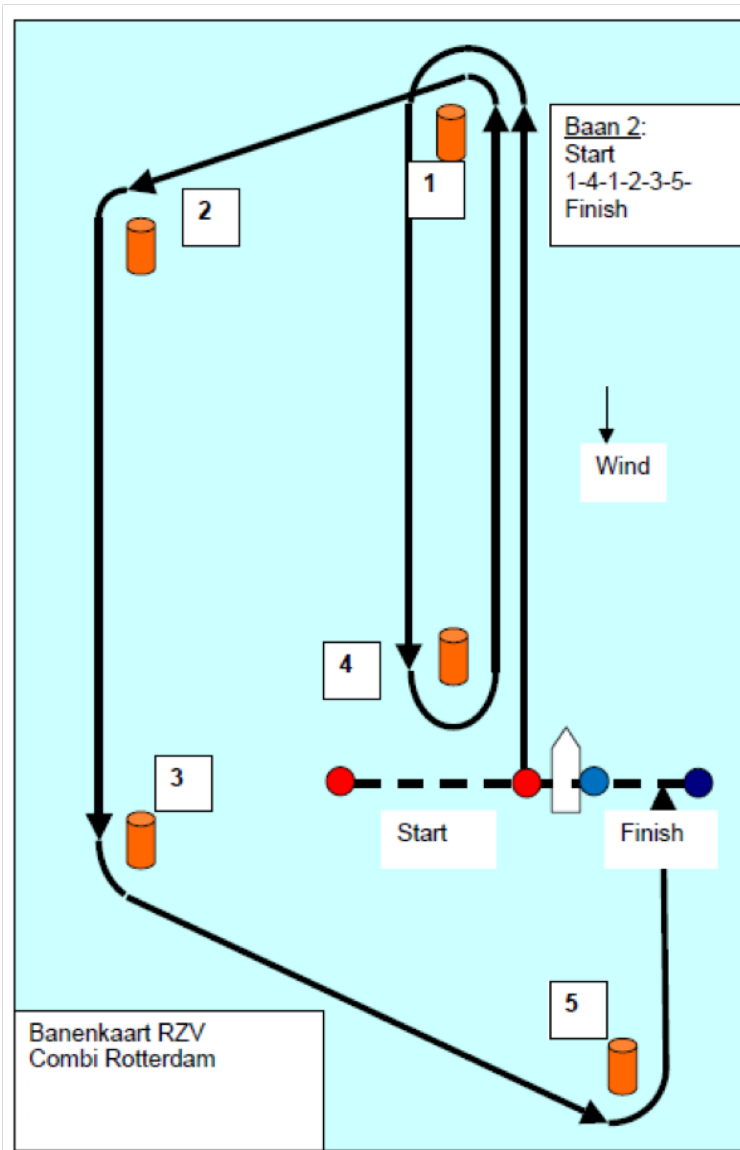 Baan 2:
Start
1-4-1-2-3-5-
Finish
1
2
Wind
4
3
Start
Finish
5
Banenkaart RZV
Combi Rotterdam